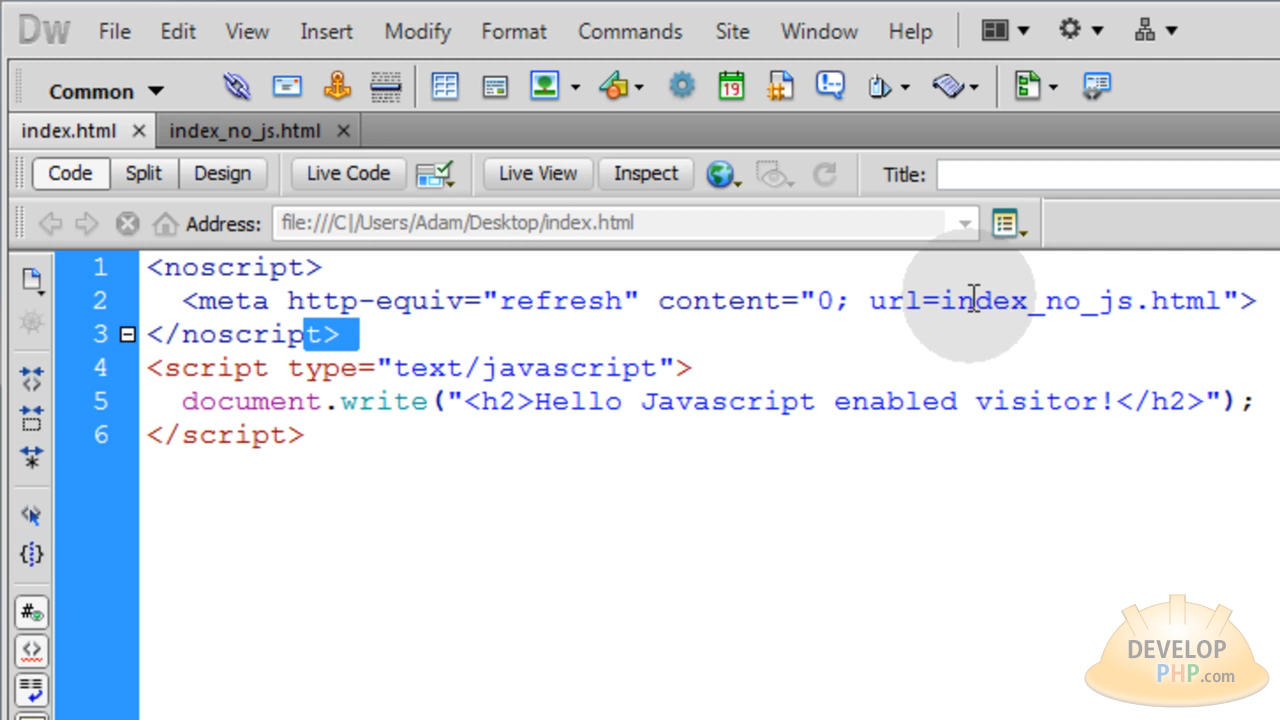 Dw File Edit View Insert Modify Format Commands Site Window Help
Common 19
index.html index_no_js.html
Code Split Design Live Code Live View Inspect Title:
Address: file:///C|/Users/Adam/Desktop/index.html
1 <noscript>
2 <meta http-equiv="refresh" content="0; url=index_no_js.html">
3 </noscript>
4 <script type="text/javascript">
5 document.write("<h2>Hello Javascript enabled visitor!</h2>");
6 </script>
DEVELOP
PHP.com